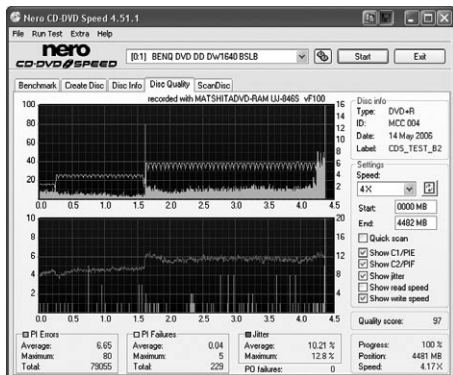 Nero CD-DVD Speed 4.51.1
File Run Test Extra Help
nero
CD-DVD SPEED
[0:1] BENQ DVD DD DW1640 BSLB
Start
Exit
Benchmark Create Disc Disc Info Disc Quality ScanDisc
recorded with MATSHITADVD-RAM UJ-846S vF100
100 16
14
80 12
60 10
8
40 6
20 4
2
0.0 0.5 1.0 1.5 2.0 2.5 3.0 3.5 4.0 4.5
10 20
8 16
6 12
4 8
2 4
0.0 0.5 1.0 1.5 2.0 2.5 3.0 3.5 4.0 4.5
Disc info
Type: DVD+R
ID: MCC 004
Date: 14 May 2006
Label: CDS_TEST_B2
Settings
Speed:
4 X
Start: 0000 MB
End: 4482 MB
Quick scan
Show C1/PIE
Show C2/PIF
Show jitter
Show read speed
Show write speed
Quality score: 97
PI Errors
Average: 6.65
Maximum: 80
Total: 79055
PI Failures
Average: 0.04
Maximum: 5
Total: 229
Jitter
Average: 10.21 %
Maximum: 12.8 %
PO failures: 0
Progress: 100 %
Position: 4481 MB
Speed: 4.17 X